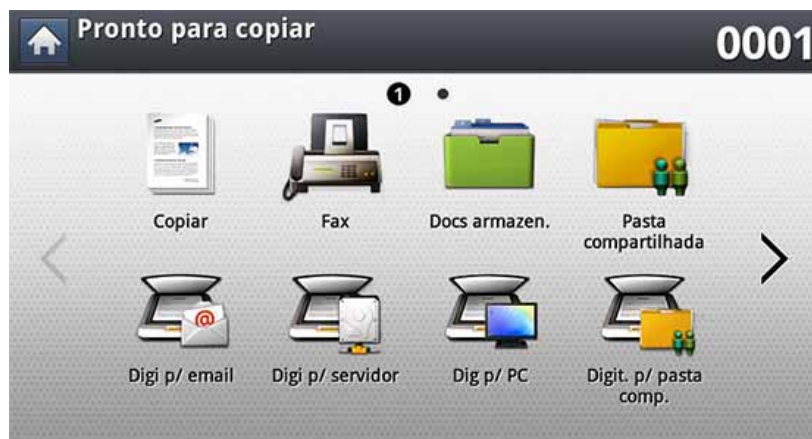 Pronto para copiar
0001
1
Copiar
Fax
Docs armazen.
Pasta
compartilhada
Digi p/ email
Digi p/ servidor
Dig p/ PC
Digit. p/ pasta
comp.